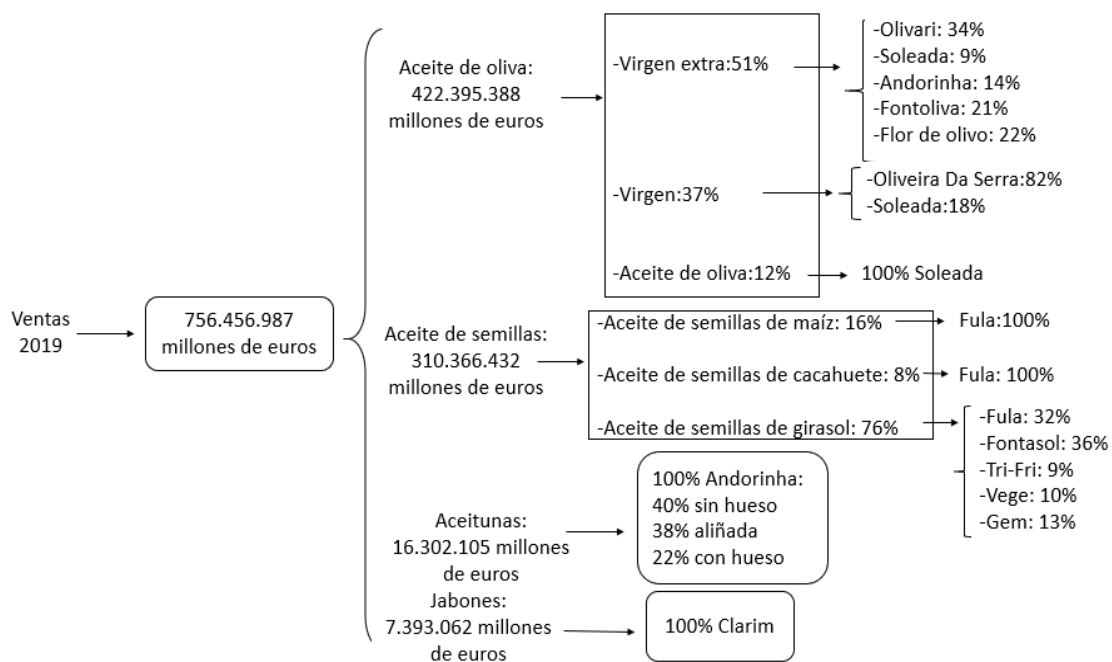 Ventas
2019
756.456.987
millones de euros
Aceite de oliva:
422.395.388
millones de euros
-Virgen extra:51%
-Olivari: 34%
-Soleada: 9%
-Andorinha: 14%
-Fontoliva: 21%
-Flor de olivo: 22%
-Virgen:37%
-Oliveira Da Serra:82%
-Soleada:18%
-Aceite de oliva:12%
100% Soleada
Aceite de semillas:
310.366.432
millones de euros
-Aceite de semillas de maíz: 16%
Fula:100%
-Aceite de semillas de cacahuete: 8%
Fula: 100%
-Aceite de semillas de girasol: 76%
-Fula: 32%
-Fontasol: 36%
-Tri-Fri: 9%
-Vege: 10%
-Gem: 13%
Aceitunas:
16.302.105 millones
de euros
100% Andorinha:
40% sin hueso
38% aliñada
22% con hueso
Jabones:
7.393.062 millones
de euros
100% Clarim